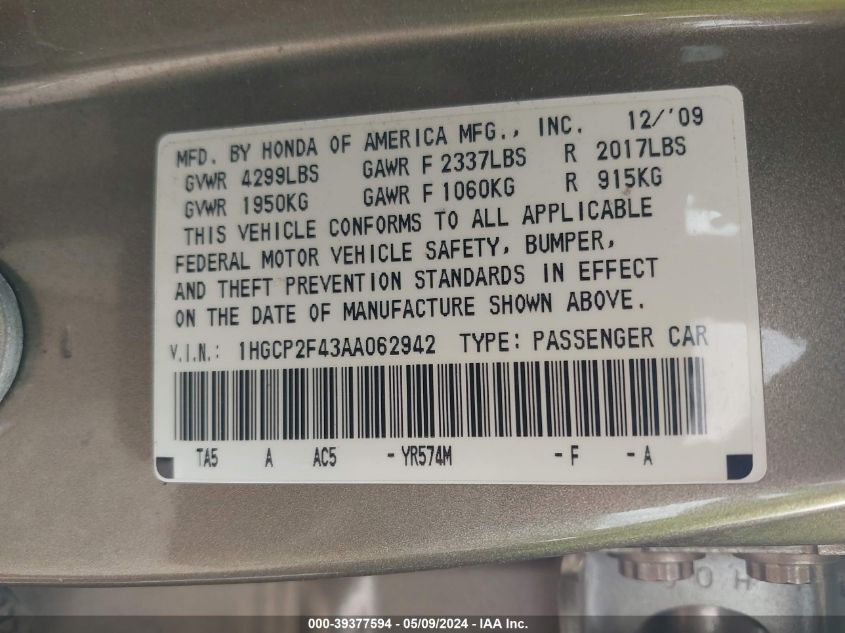 MFD. BY HONDA OF AMERICA MFG., INC. 12/'09
GVWR 4299LBS GAWR F 2337LBS R 2017LBS
GVWR 1950KG GAWR F 1060KG R 915KG
THIS VEHICLE CONFORMS TO ALL APPLICABLE
FEDERAL MOTOR VEHICLE SAFETY, BUMPER,
AND THEFT PREVENTION STANDARDS IN EFFECT
ON THE DATE OF MANUFACTURE SHOWN ABOVE.
V.I.N.: 1HGCP2F43AA062942 TYPE: PASSENGER CAR
TA5 A AC5 -YR574M -F -A
HO
000-39377594 - 05/09/2024 - IAA Inc.